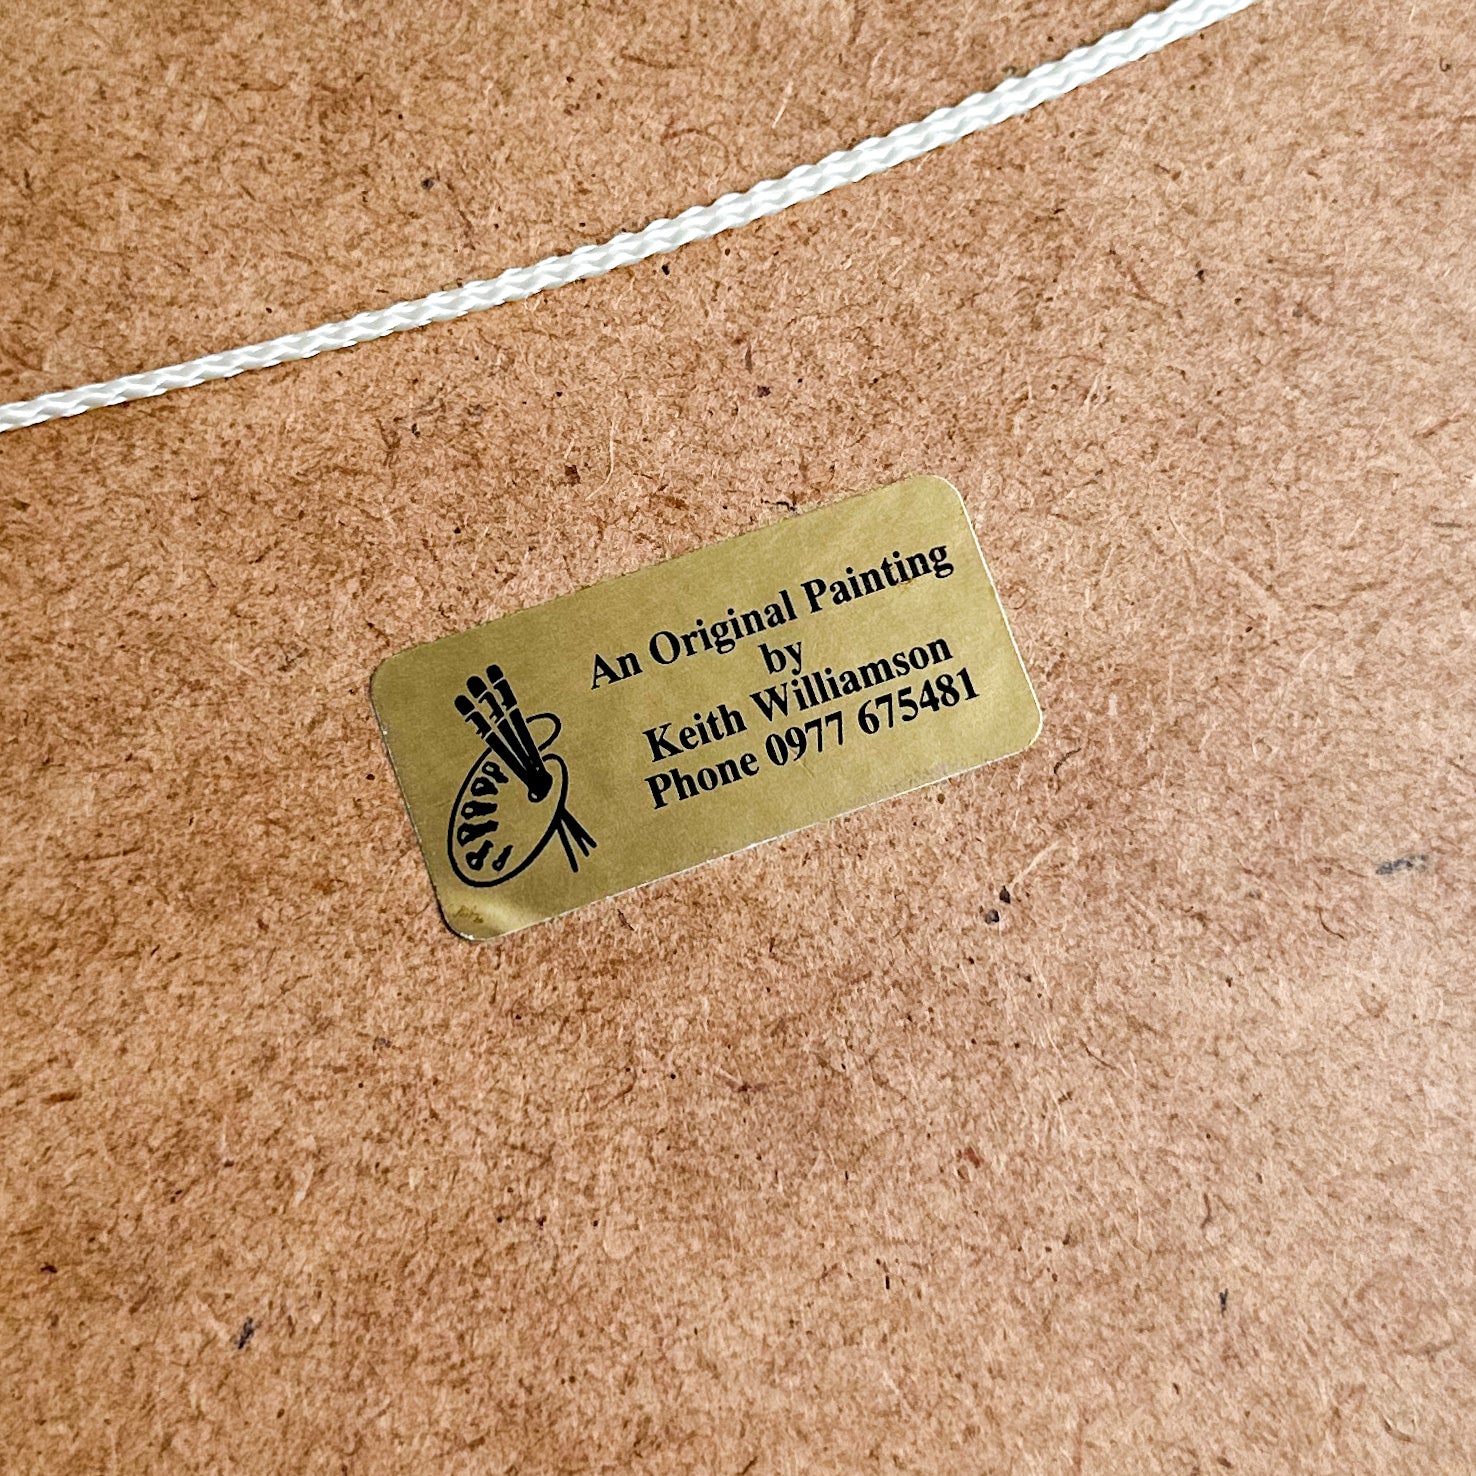 An Original Painting
by
Keith Williamson
Phone 0977 675481